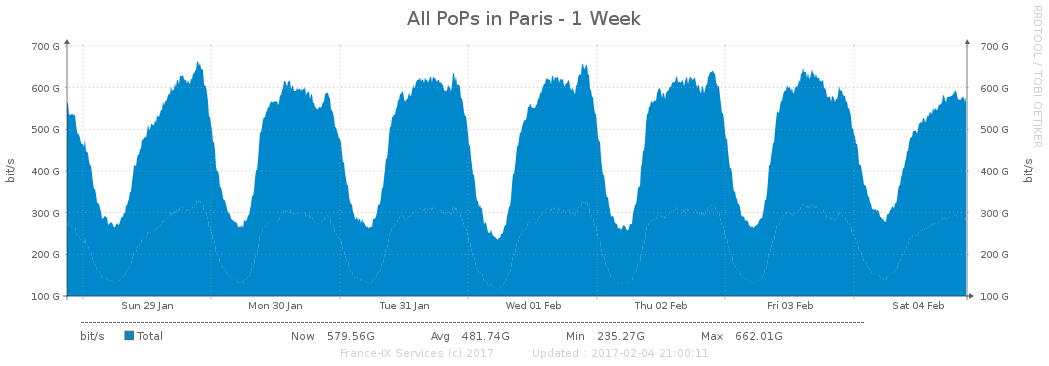 All PoPs in Paris - 1 Week
RRDTOOL / TOBI OETIKER
700 G 700 G
600 G 600 G
500 G 500 G
400 G 400 G
300 G 300 G
200 G 200 G
100 G 100 G
bit/s bit/s
Sun 29 Jan Mon 30 Jan Tue 31 Jan Wed 01 Feb Thu 02 Feb Fri 03 Feb Sat 04 Feb
bit/s Total Now 579.56G Avg 481.74G Min 235.27G Max 662.01G
France-IX Services (c) 2017 Updated : 2017-02-04 21:00:11